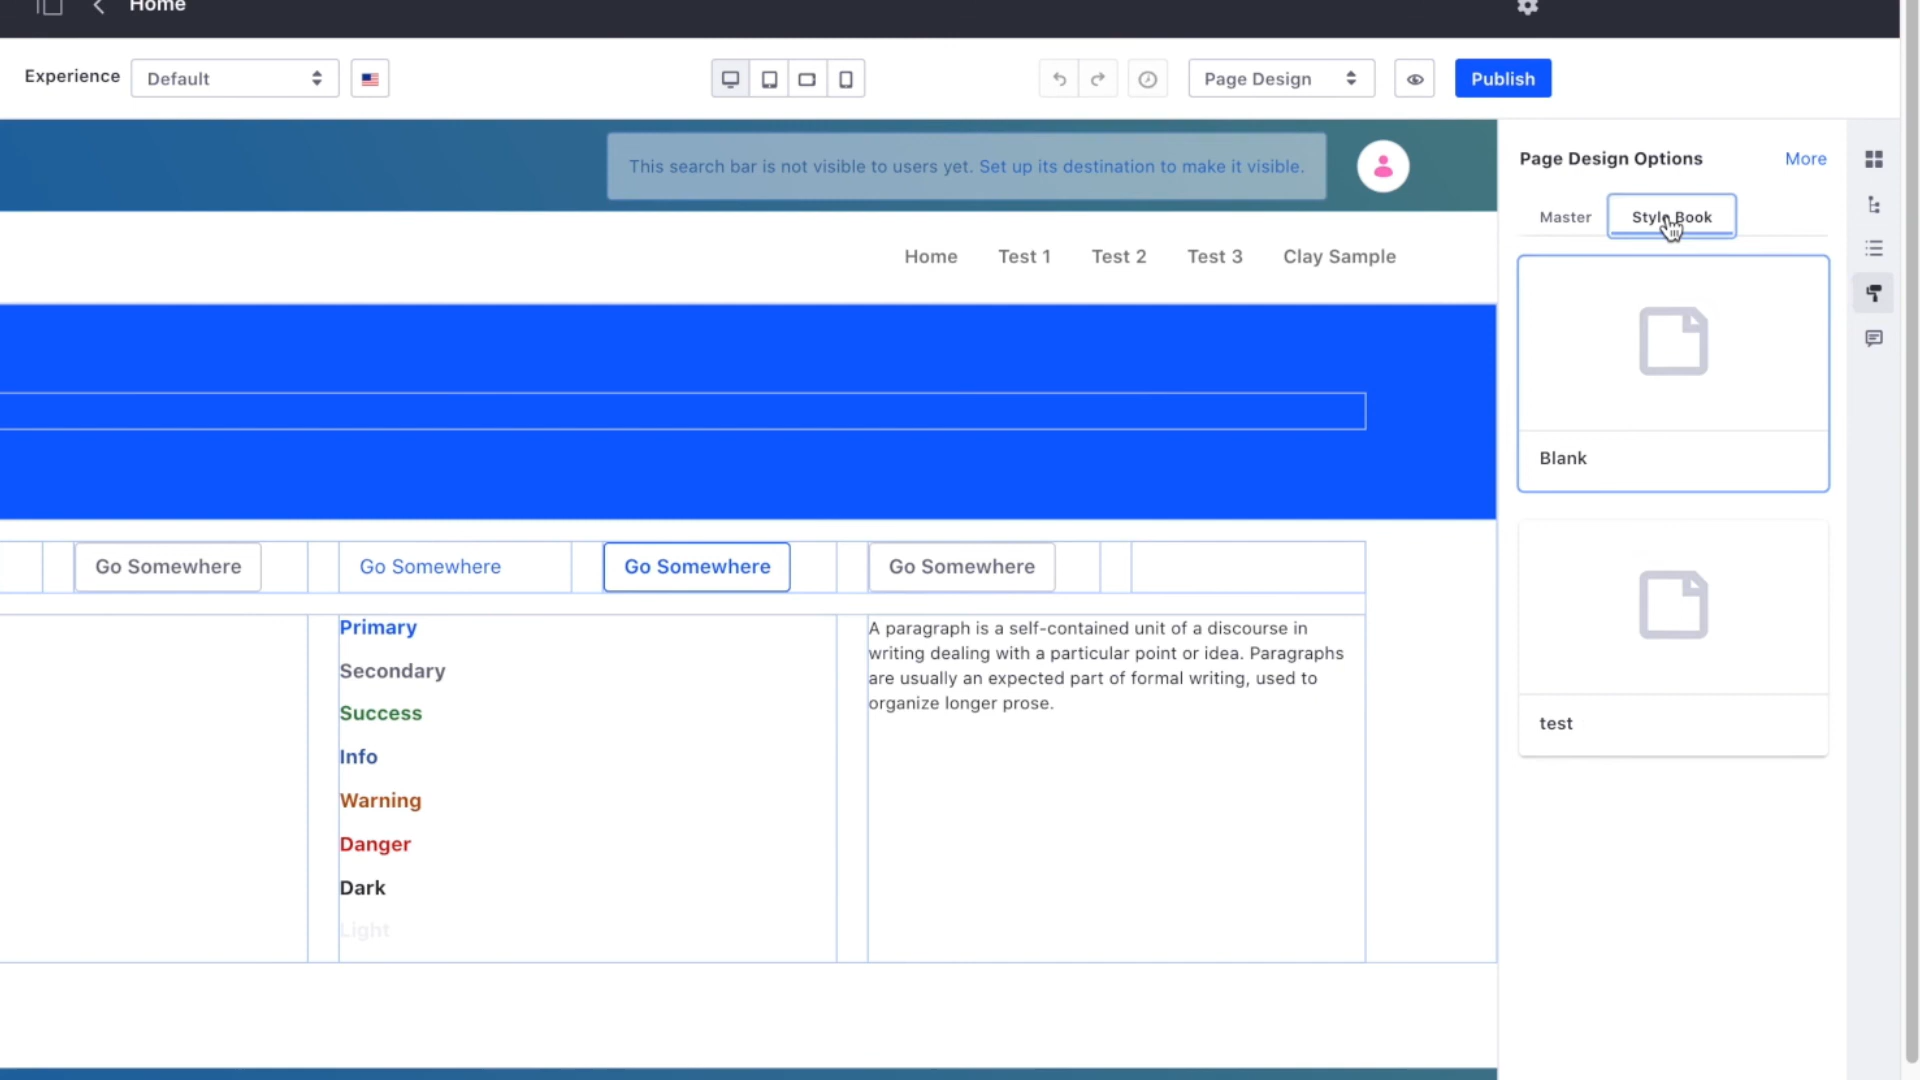 Home
Experience
Default
Page Design
Publish
This search bar is not visible to users yet. Set up its destination to make it visible.
Page Design Options
More
Master
Style Book
Home
Test 1
Test 2
Test 3
Clay Sample
Blank
Go Somewhere
Go Somewhere
Go Somewhere
Go Somewhere
Primary
Secondary
Success
Info
Warning
Danger
Dark
Light
A paragraph is a self-contained unit of a discourse in
writing dealing with a particular point or idea. Paragraphs
are usually an expected part of formal writing, used to
organize longer prose.
test